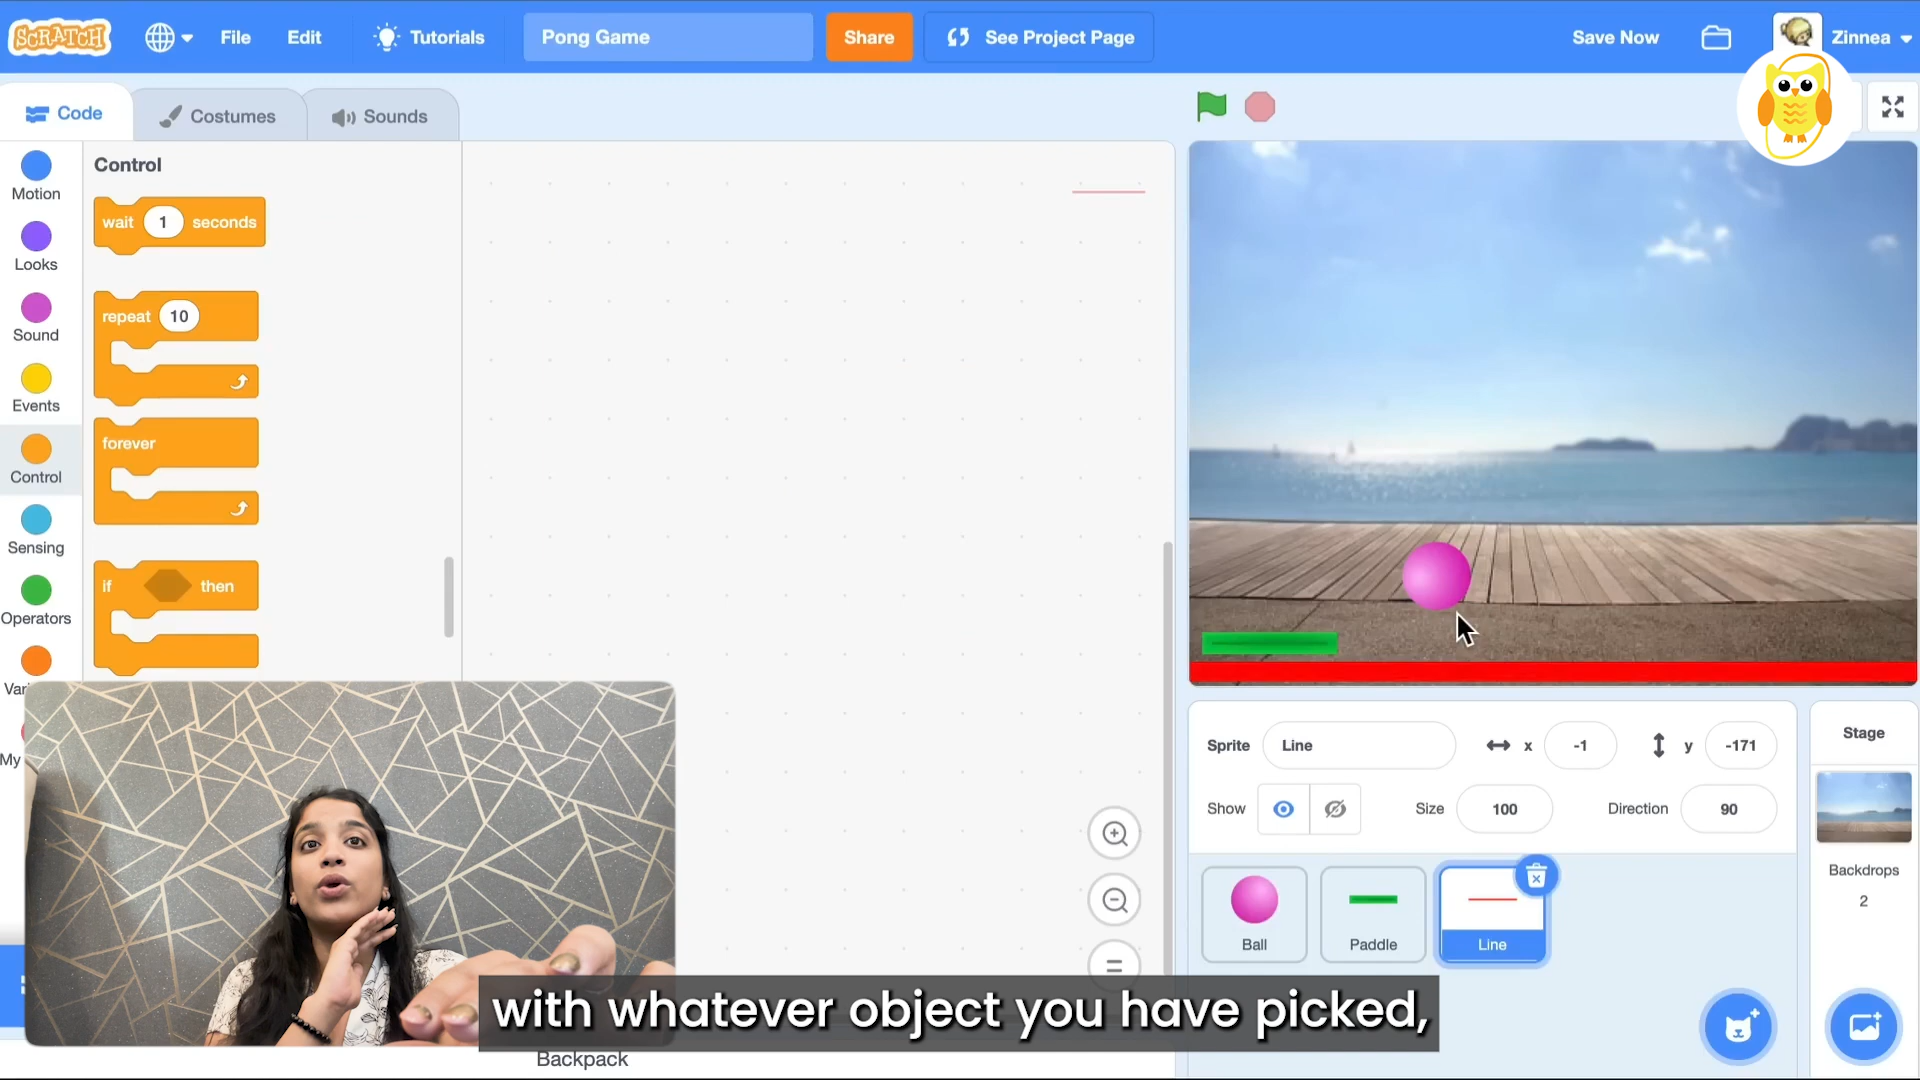 SCRATCH
File
Edit
Tutorials
Pong Game
Share
See Project Page
Save Now
Zinnea
Code
Costumes
Sounds
Motion
Looks
Sound
Events
Control
Sensing
Operators
Var
My
Control
wait 1 seconds
repeat 10
forever
if then
Sprite Line x -1 y -171
Show Size 100 Direction 90
Ball
Paddle
Line
Stage
Backdrops
2
with whatever object you have picked,
Backpack